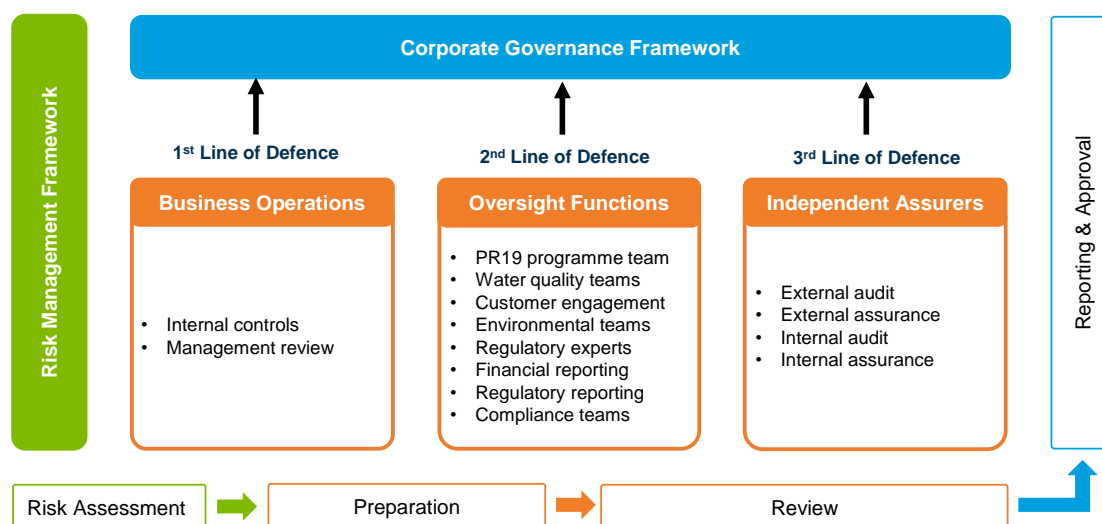 Risk Management Framework
Corporate Governance Framework
1st Line of Defence
2nd Line of Defence
3rd Line of Defence
Business Operations
• Internal controls
• Management review
Oversight Functions
• PR19 programme team
• Water quality teams
• Customer engagement
• Environmental teams
• Regulatory experts
• Financial reporting
• Regulatory reporting
• Compliance teams
Independent Assurers
• External audit
• External assurance
• Internal audit
• Internal assurance
Reporting & Approval
Risk Assessment
Preparation
Review